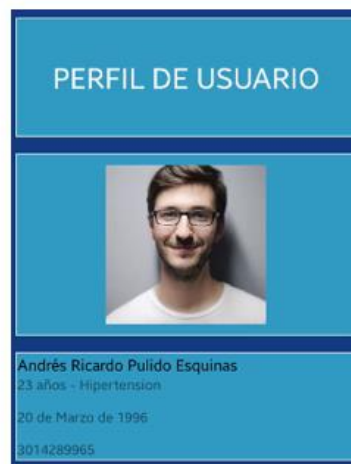 PERFIL DE USUARIO
Andrés Ricardo Pulido Esquinas
23 años - Hipertension
20 de Marzo de 1996
3014289965